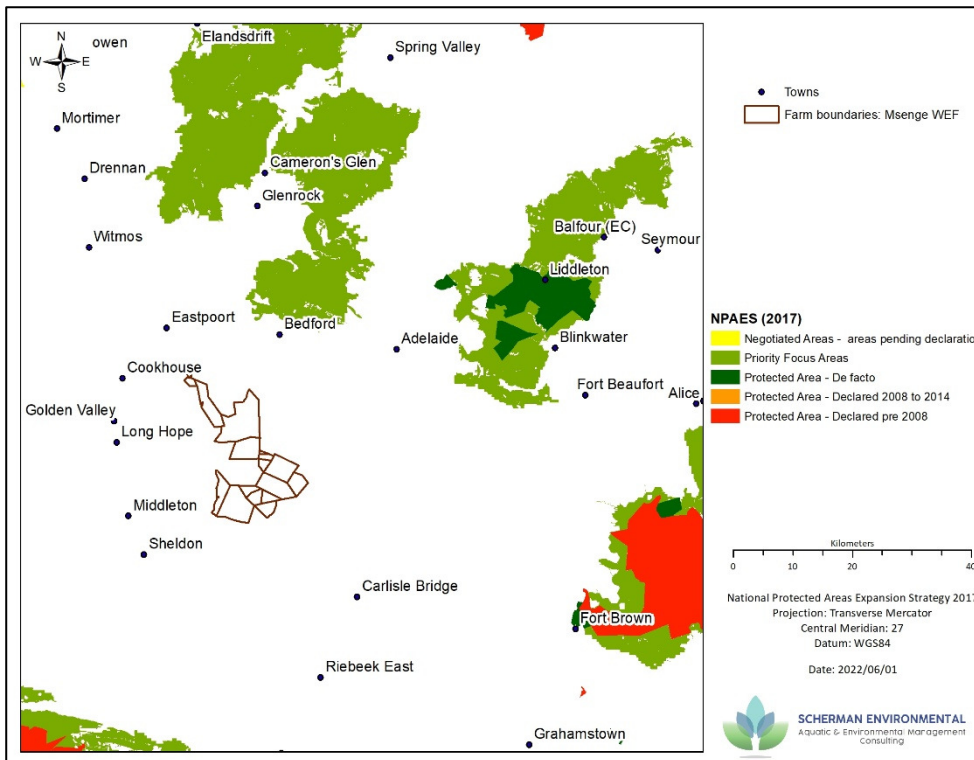 N
W E
S
owen
Elandsdrift
Spring Valley
Mortimer
Drennan
Cameron's Glen
Glenrock
Witmos
Balfour (EC)
Seymour
Liddleton
Eastpoort
Bedford
Adelaide
Blinkwater
Cookhouse
Fort Beaufort
Alice
Golden Valley
Long Hope
Middleton
Sheldon
Carlisle Bridge
Fort Brown
Riebeek East
Grahamstown
Towns
Farm boundaries: Msenge WEF
NPAES (2017)
Negotiated Areas - areas pending declaration
Priority Focus Areas
Protected Area - De facto
Protected Area - Declared 2008 to 2014
Protected Area - Declared pre 2008
Kilometers
0 10 20 30 40
National Protected Areas Expansion Strategy 2017
Projection: Transverse Mercator
Central Meridian: 27
Datum: WGS84
Date: 2022/06/01
SCHERMAN ENVIRONMENTAL
Aquatic & Environmental Management
Consulting